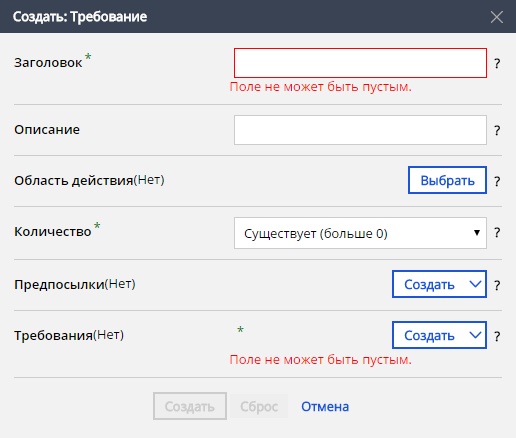 Создать: Требование
Заголовок * ?
Поле не может быть пустым.
Описание ?
Область действия(Нет) Выбрать ?
Количество * Существует (больше 0) ?
Предпосылки(Нет) Создать ?
Требования(Нет) * Создать ?
Поле не может быть пустым.
Создать Сброс Отмена